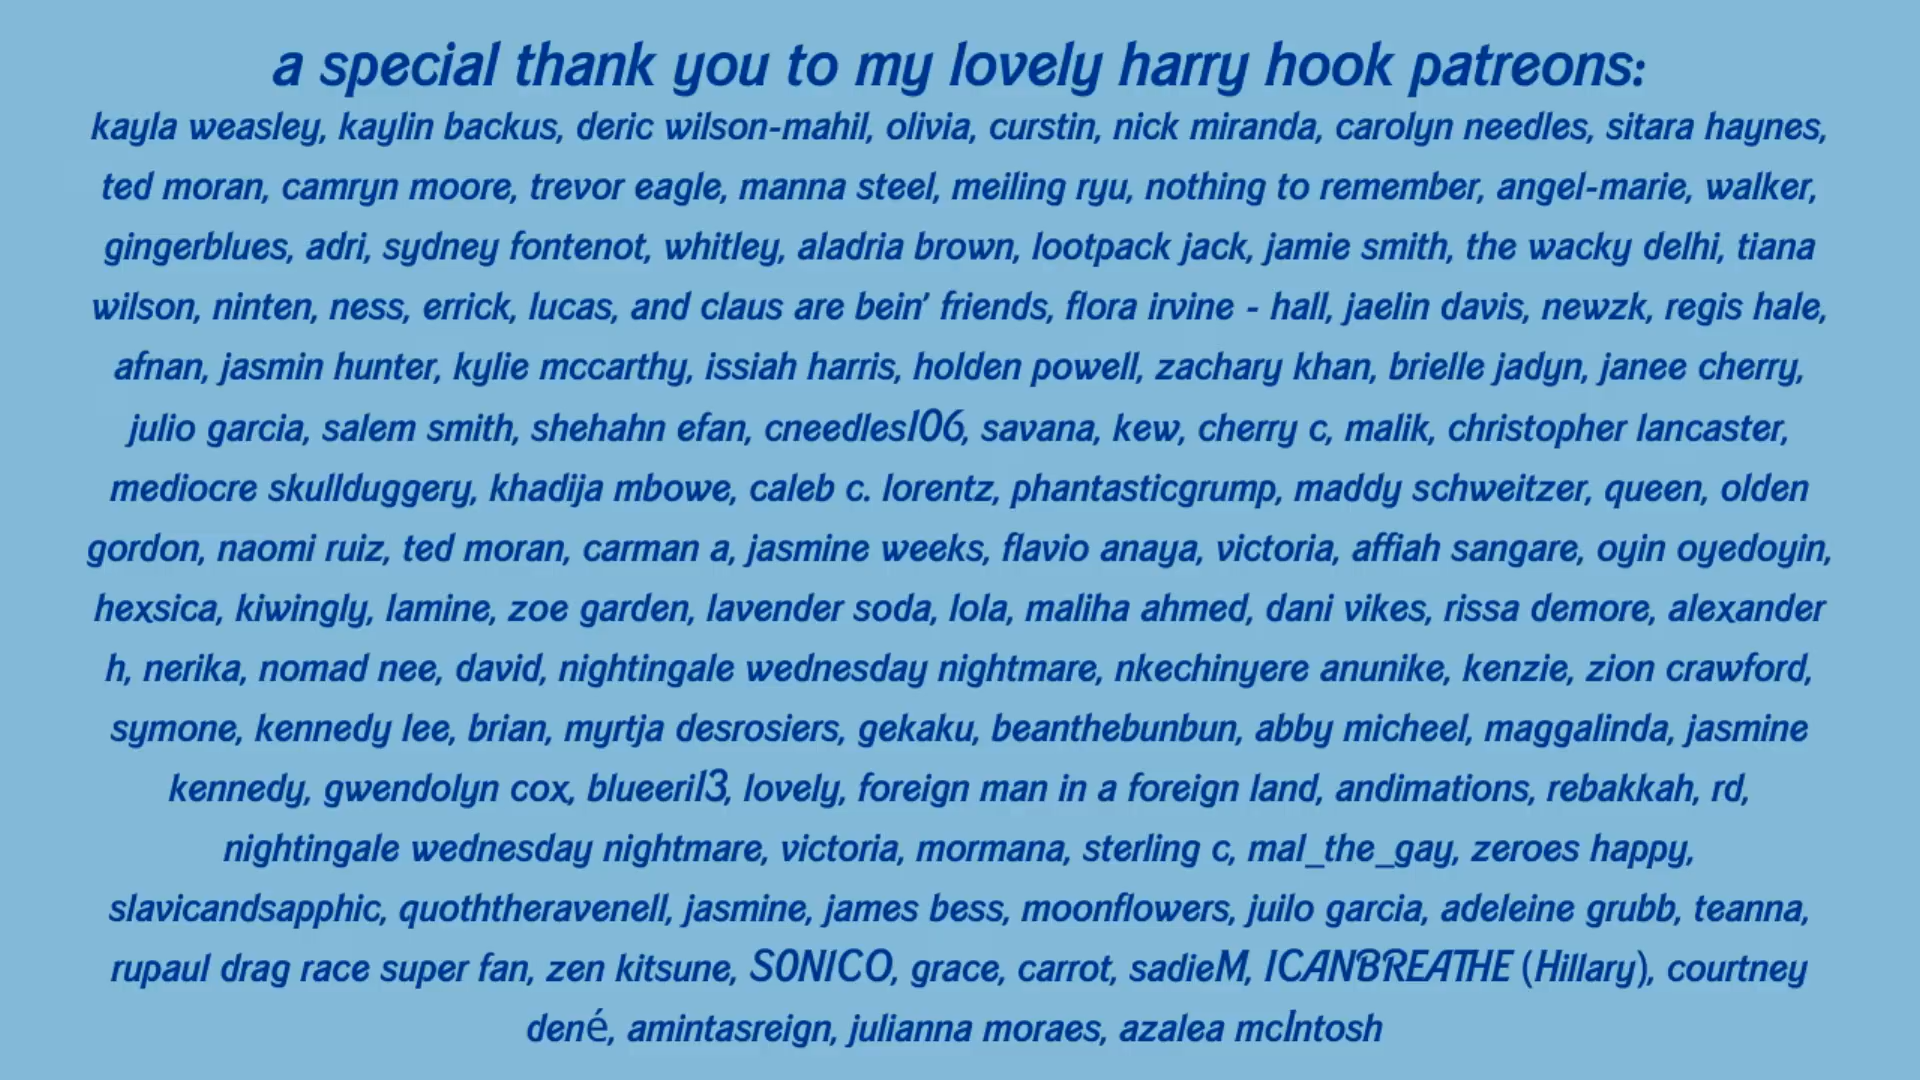 a special thank you to my lovely harry hook patreons:
kayla weasley, kaylin backus, deric wilson-mahil, olivia, curstin, nick miranda, carolyn needles, sitara haynes,
ted moran, camryn moore, trevor eagle, manna steel, meiling ryu, nothing to remember, angel-marie, walker,
gingerblues, adri, sydney fontenot, whitley, aladria brown, lootpack jack, jamie smith, the wacky delhi, tiana
wilson, ninten, ness, errick, lucas, and claus are bein’ friends, flora irvine - hall, jaelin davis, newzk, regis hale,
afnan, jasmin hunter, kylie mccarthy, issiah harris, holden powell, zachary khan, brielle jadyn, janee cherry,
julio garcia, salem smith, shehahn efan, cneedles106, savana, kew, cherry c, malik, christopher lancaster,
mediocre skullduggery, khadija mbowe, caleb c. lorentz, phantasticgrump, maddy schweitzer, queen, olden
gordon, naomi ruiz, ted moran, carman a, jasmine weeks, flavio anaya, victoria, affiah sangare, oyin oyedoyin,
hexsica, kiwingly, lamine, zoe garden, lavender soda, lola, maliha ahmed, dani vikes, rissa demore, alexander
h, nerika, nomad nee, david, nightingale wednesday nightmare, nkechinyere anunike, kenzie, zion crawford,
symone, kennedy lee, brian, myrtja desrosiers, gekaku, beanthebunbun, abby micheel, maggalinda, jasmine
kennedy, gwendolyn cox, blueeri13, lovely, foreign man in a foreign land, andimations, rebakkah, rd,
nightingale wednesday nightmare, victoria, mormana, sterling c, mal_the_gay, zeroes happy,
slavicandsapphic, quoththeravenell, jasmine, james bess, moonflowers, juilo garcia, adeleine grubb, teanna,
rupaul drag race super fan, zen kitsune, SONICO, grace, carrot, sadieM, ICANBREATHE (Hillary), courtney
dené, amintasreign, julianna moraes, azalea mcIntosh